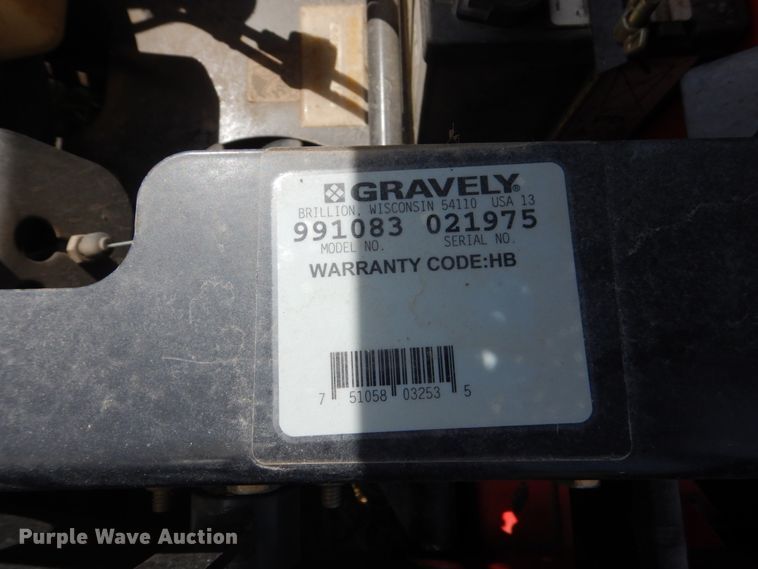 GRAVELY®
BRILLION, WISCONSIN 54110 USA 13
991083 021975
MODEL NO. SERIAL NO.
WARRANTY CODE:HB
7 51058 03253 5
Purple Wave Auction